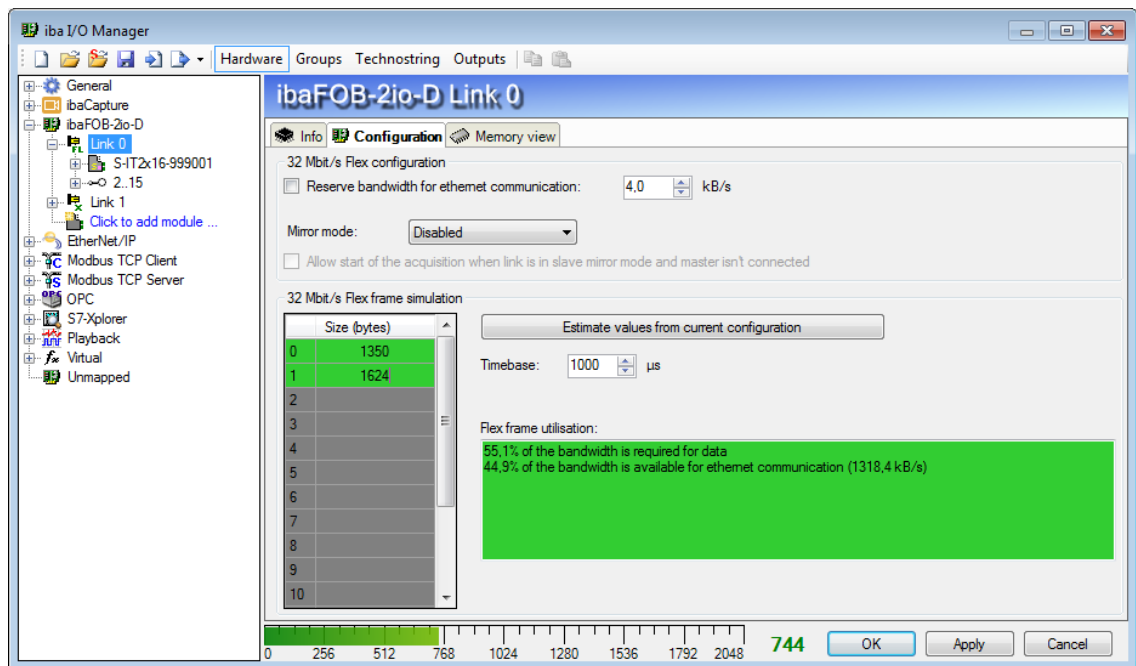 iba I/O Manager
Hardware Groups Technostring Outputs
General
ibaCapture
ibaFOB-2io-D
Link 0
S-IT2x16-999001
2..15
Link 1
Click to add module ...
EtherNet/IP
Modbus TCP Client
Modbus TCP Server
OPC
S7-Xplorer
Playback
Virtual
Unmapped
ibaFOB-2io-D Link 0
Info Configuration Memory view
32 Mbit/s Flex configuration
Reserve bandwidth for ethernet communication: 4,0 kB/s
Mirror mode: Disabled
Allow start of the acquisition when link is in slave mirror mode and master isn't connected
32 Mbit/s Flex frame simulation
Size (bytes)
0 1350
1 1624
2
3
4
5
6
7
8
9
10
Estimate values from current configuration
Timebase: 1000 µs
Flex frame utilisation:
55,1% of the bandwidth is required for data
44,9% of the bandwidth is available for ethernet communication (1318,4 kB/s)
0 256 512 768 1024 1280 1536 1792 2048
744
OK Apply Cancel